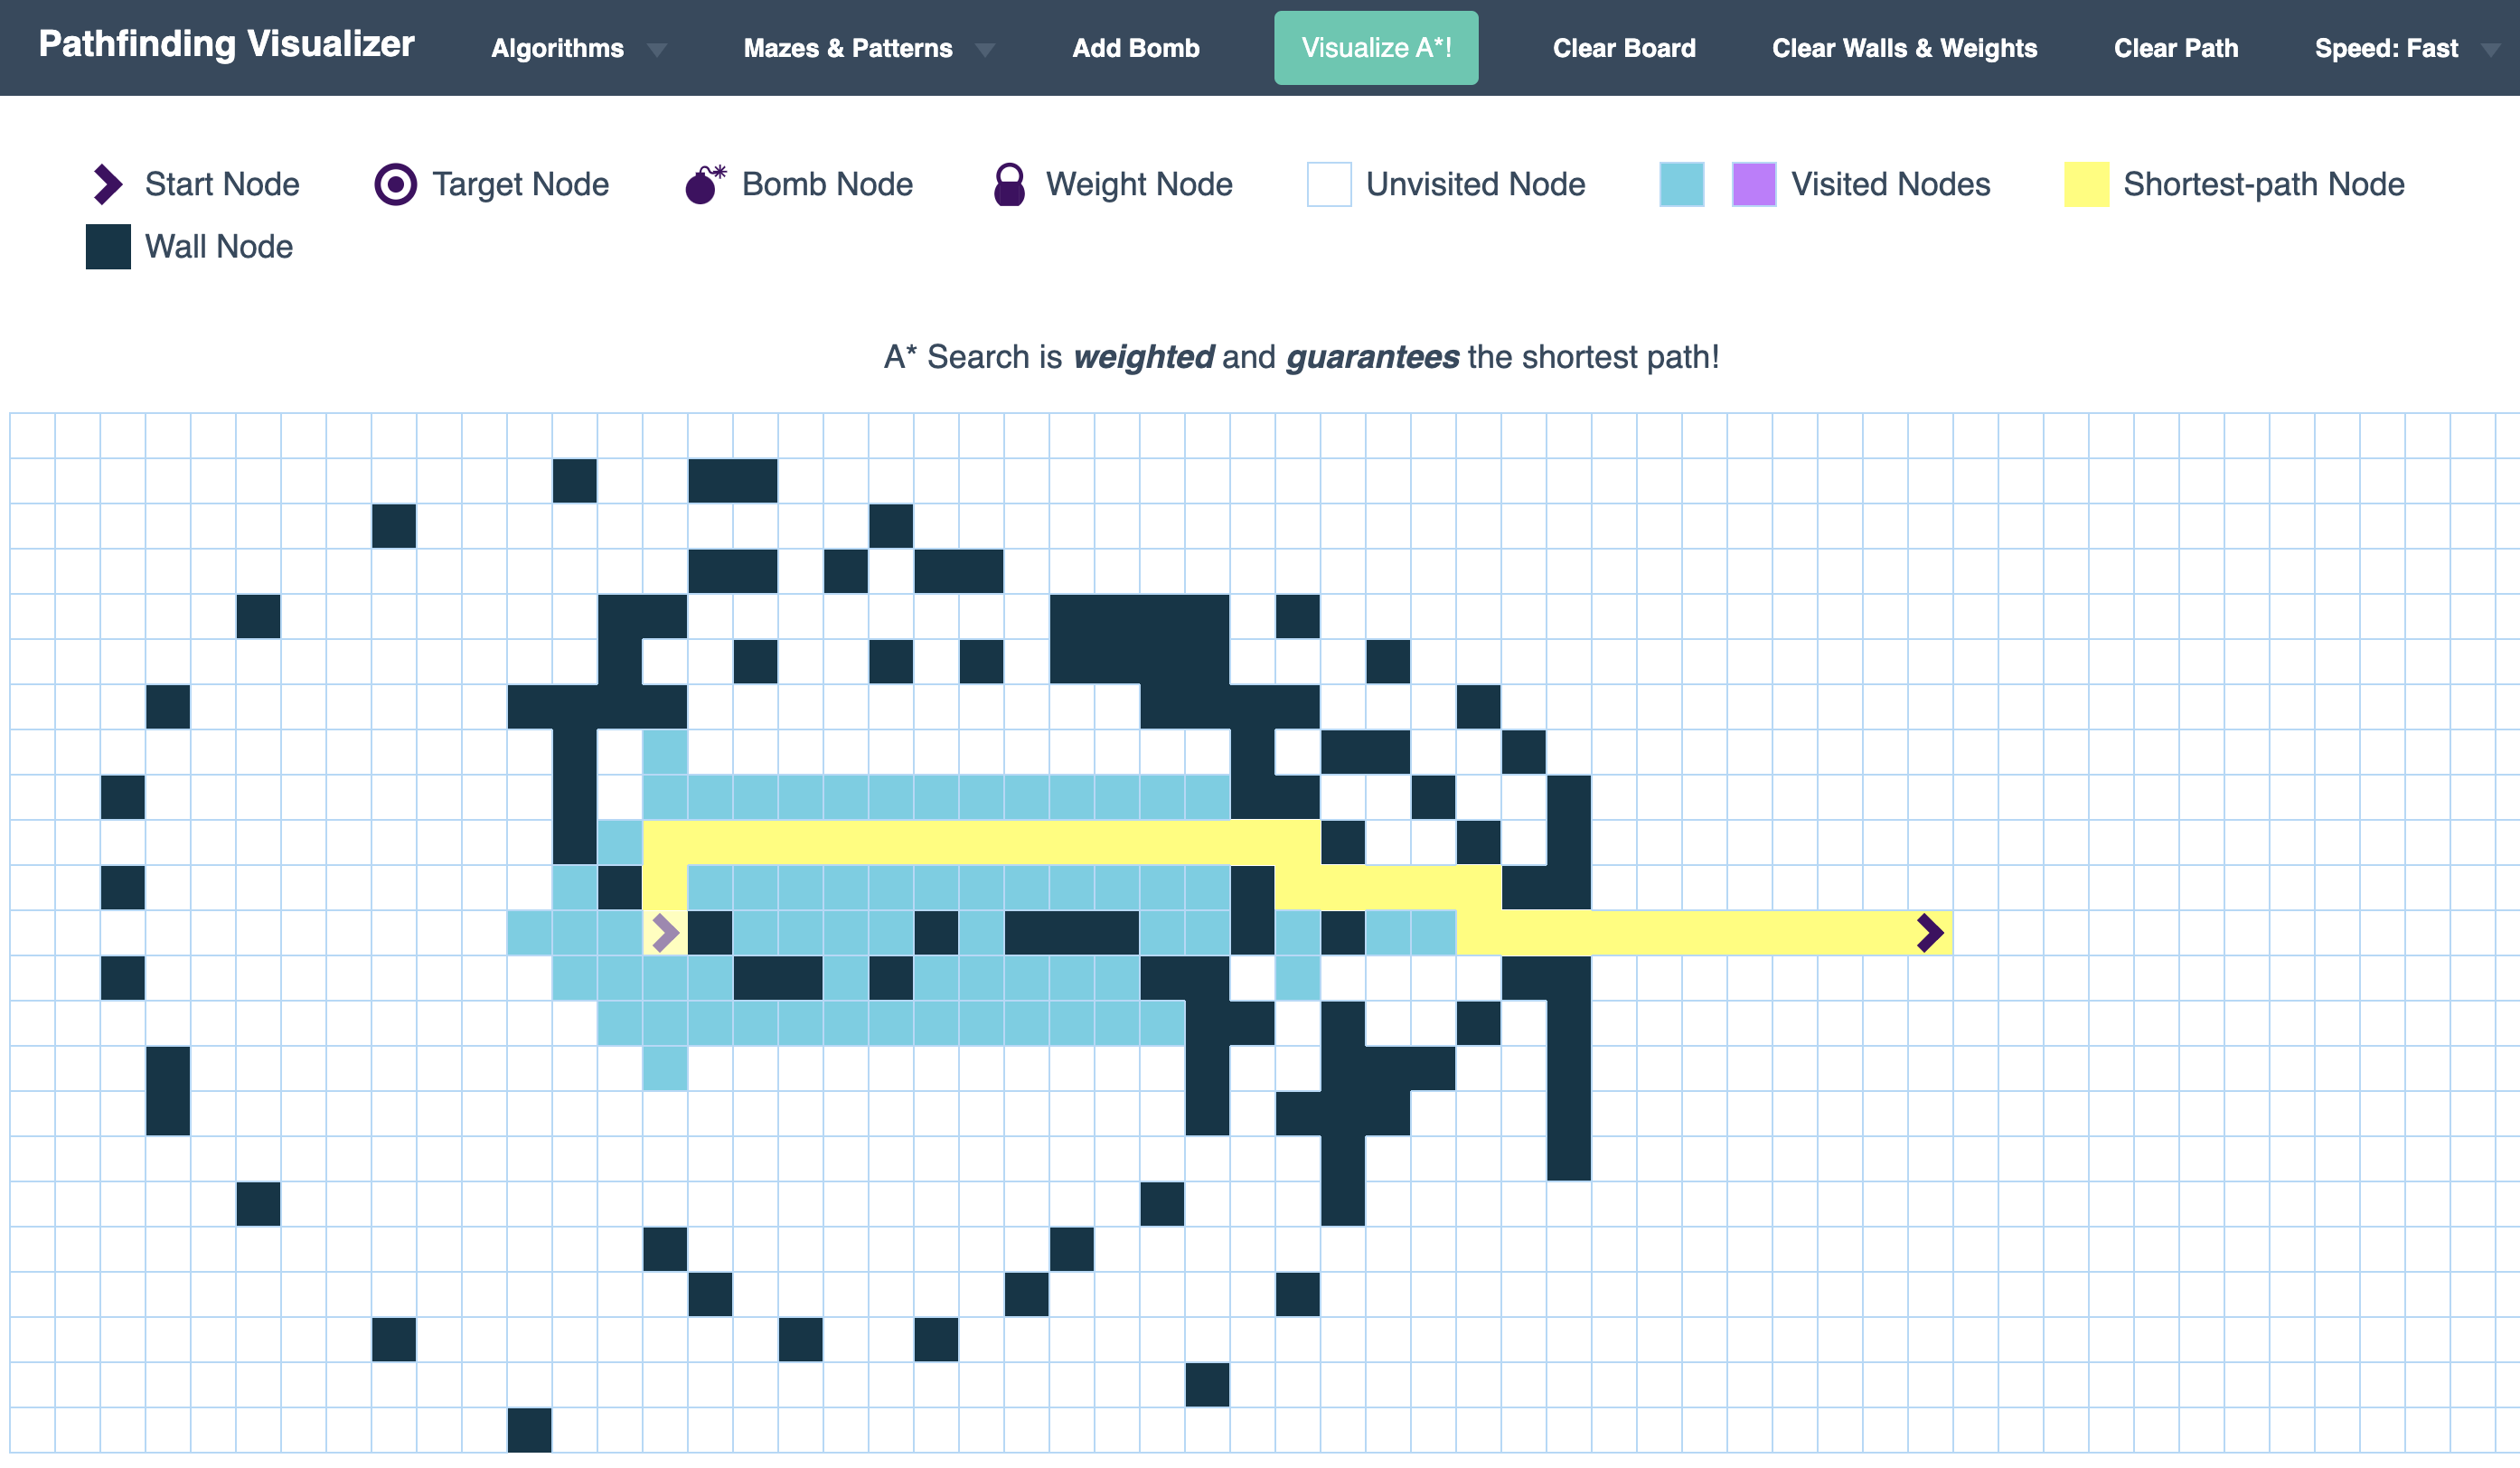 Pathfinding Visualizer Algorithms Mazes & Patterns Add Bomb Visualize A*! Clear Board Clear Walls & Weights Clear Path Speed: Fast
Start Node Target Node Bomb Node Weight Node Unvisited Node Visited Nodes Shortest-path Node
Wall Node
A* Search is weighted and guarantees the shortest path!